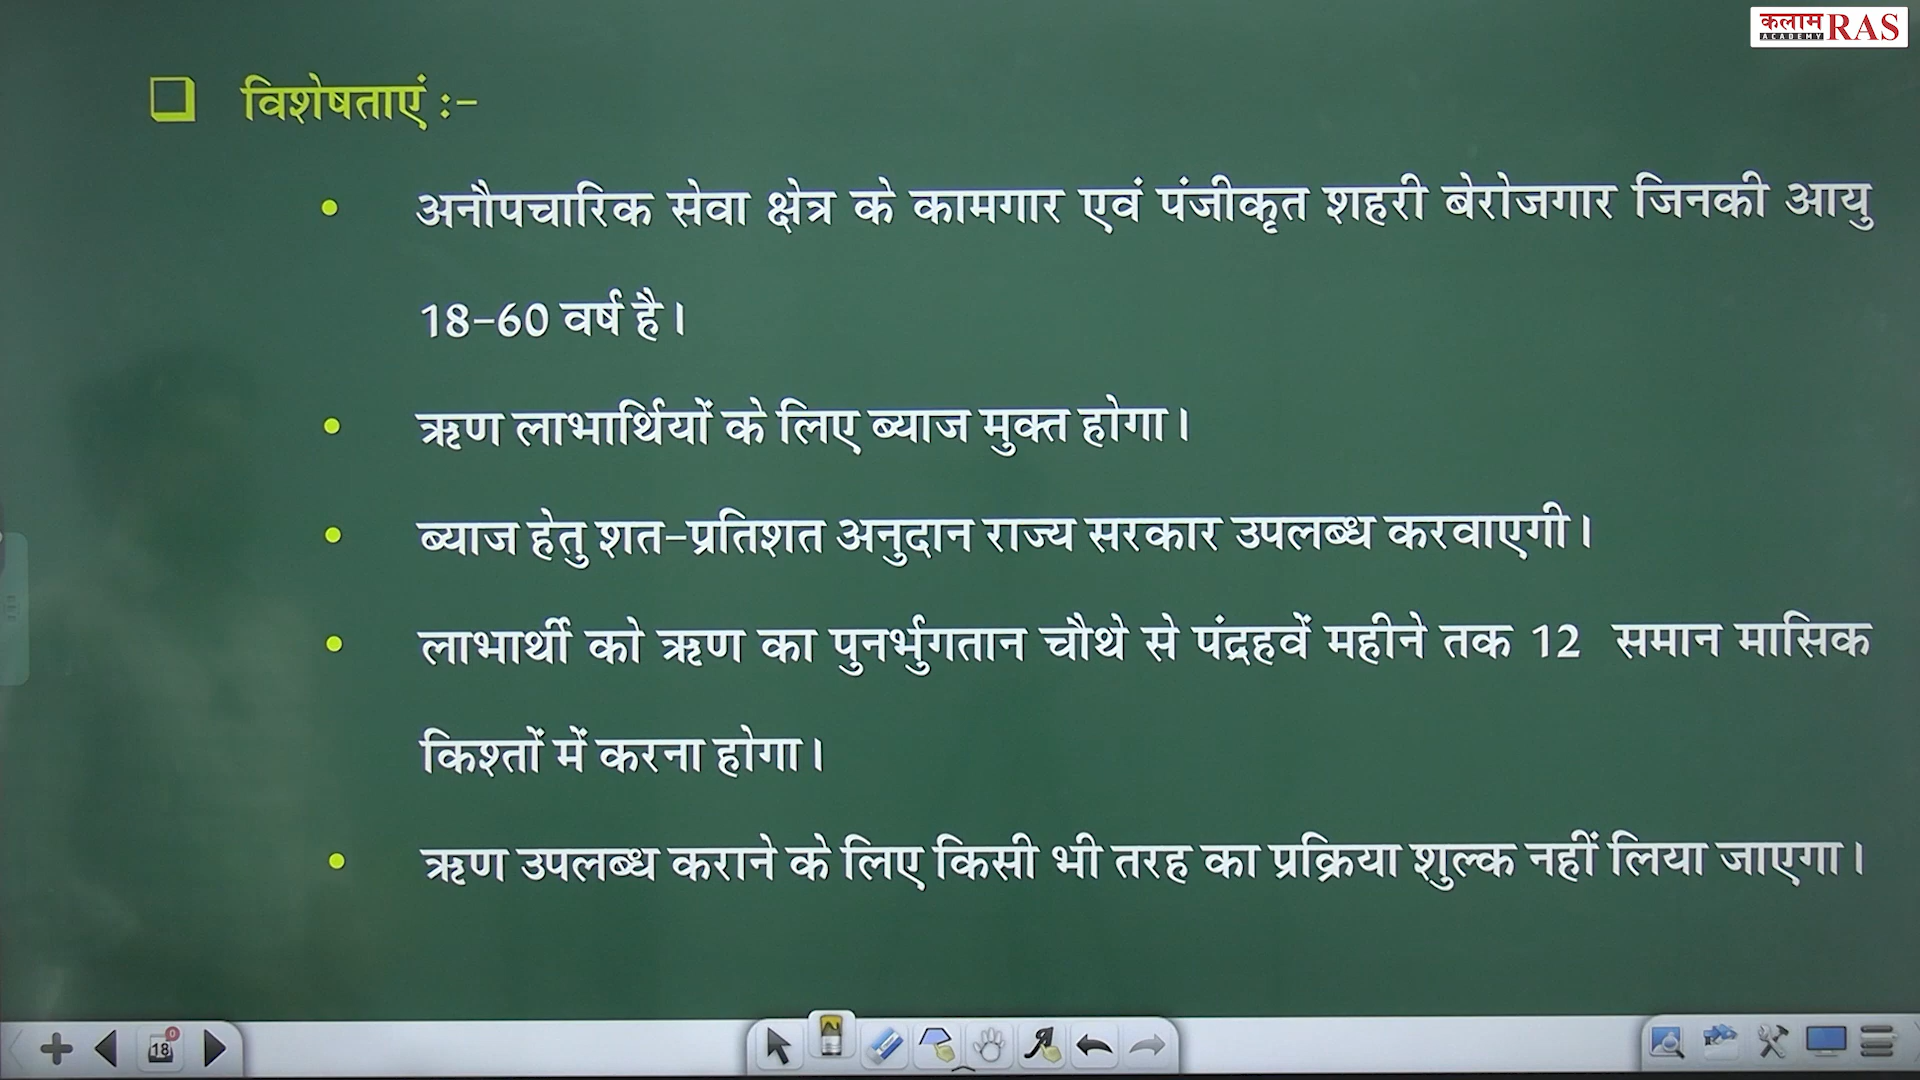 कलाम RAS
ACADEMY
विशेषताएं :-
• अनौपचारिक सेवा क्षेत्र के कामगार एवं पंजीकृत शहरी बेरोजगार जिनकी आयु
18-60 वर्ष है।
• ऋण लाभार्थियों के लिए ब्याज मुक्त होगा।
• ब्याज हेतु शत-प्रतिशत अनुदान राज्य सरकार उपलब्ध करवाएगी।
• लाभार्थी को ऋण का पुनर्भुगतान चौथे से पंद्रहवें महीने तक 12 समान मासिक
किश्तों में करना होगा।
• ऋण उपलब्ध कराने के लिए किसी भी तरह का प्रक्रिया शुल्क नहीं लिया जाएगा।
0
18